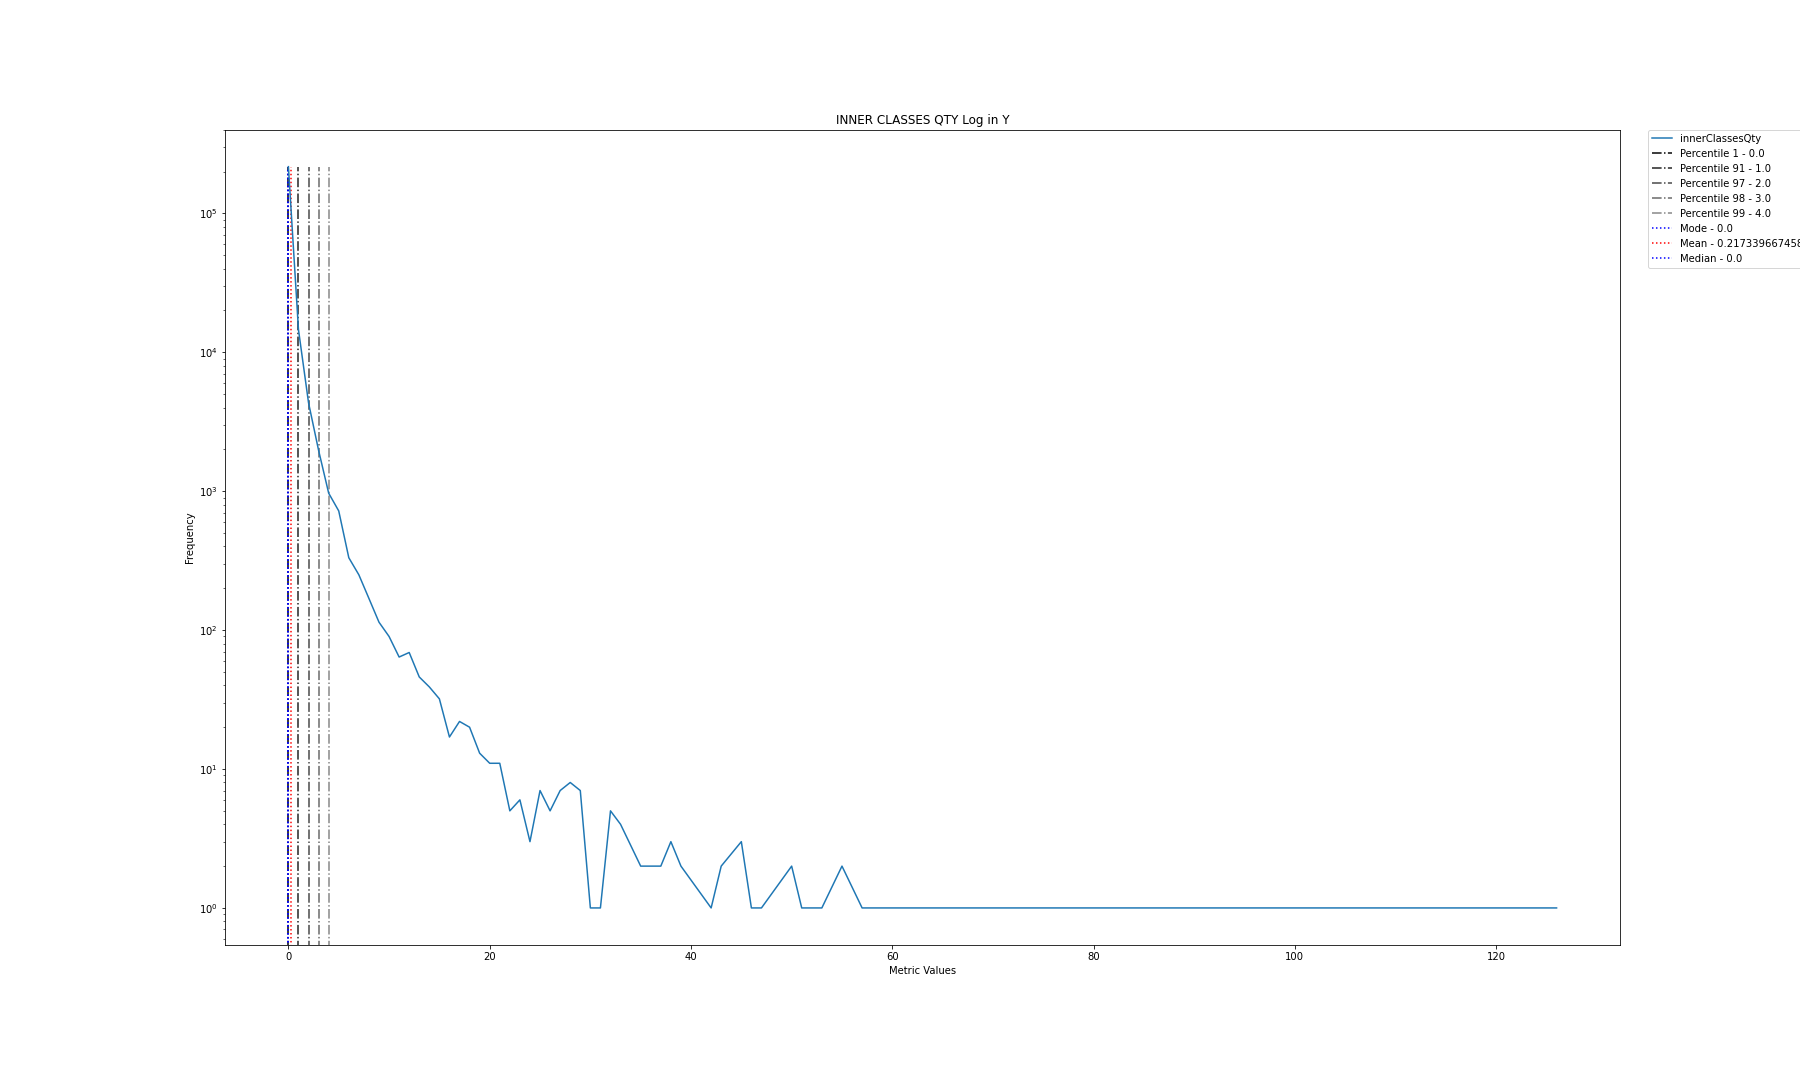 INNER CLASSES QTY Log in Y
innerClassesQty
Percentile 1 - 0.0
Percentile 91 - 1.0
Percentile 97 - 2.0
Percentile 98 - 3.0
Percentile 99 - 4.0
Mode - 0.0
Mean - 0.217339667458
Median - 0.0
10⁵
10⁴
10³
10²
10¹
10⁰
Frequency
0 20 40 60 80 100 120
Metric Values